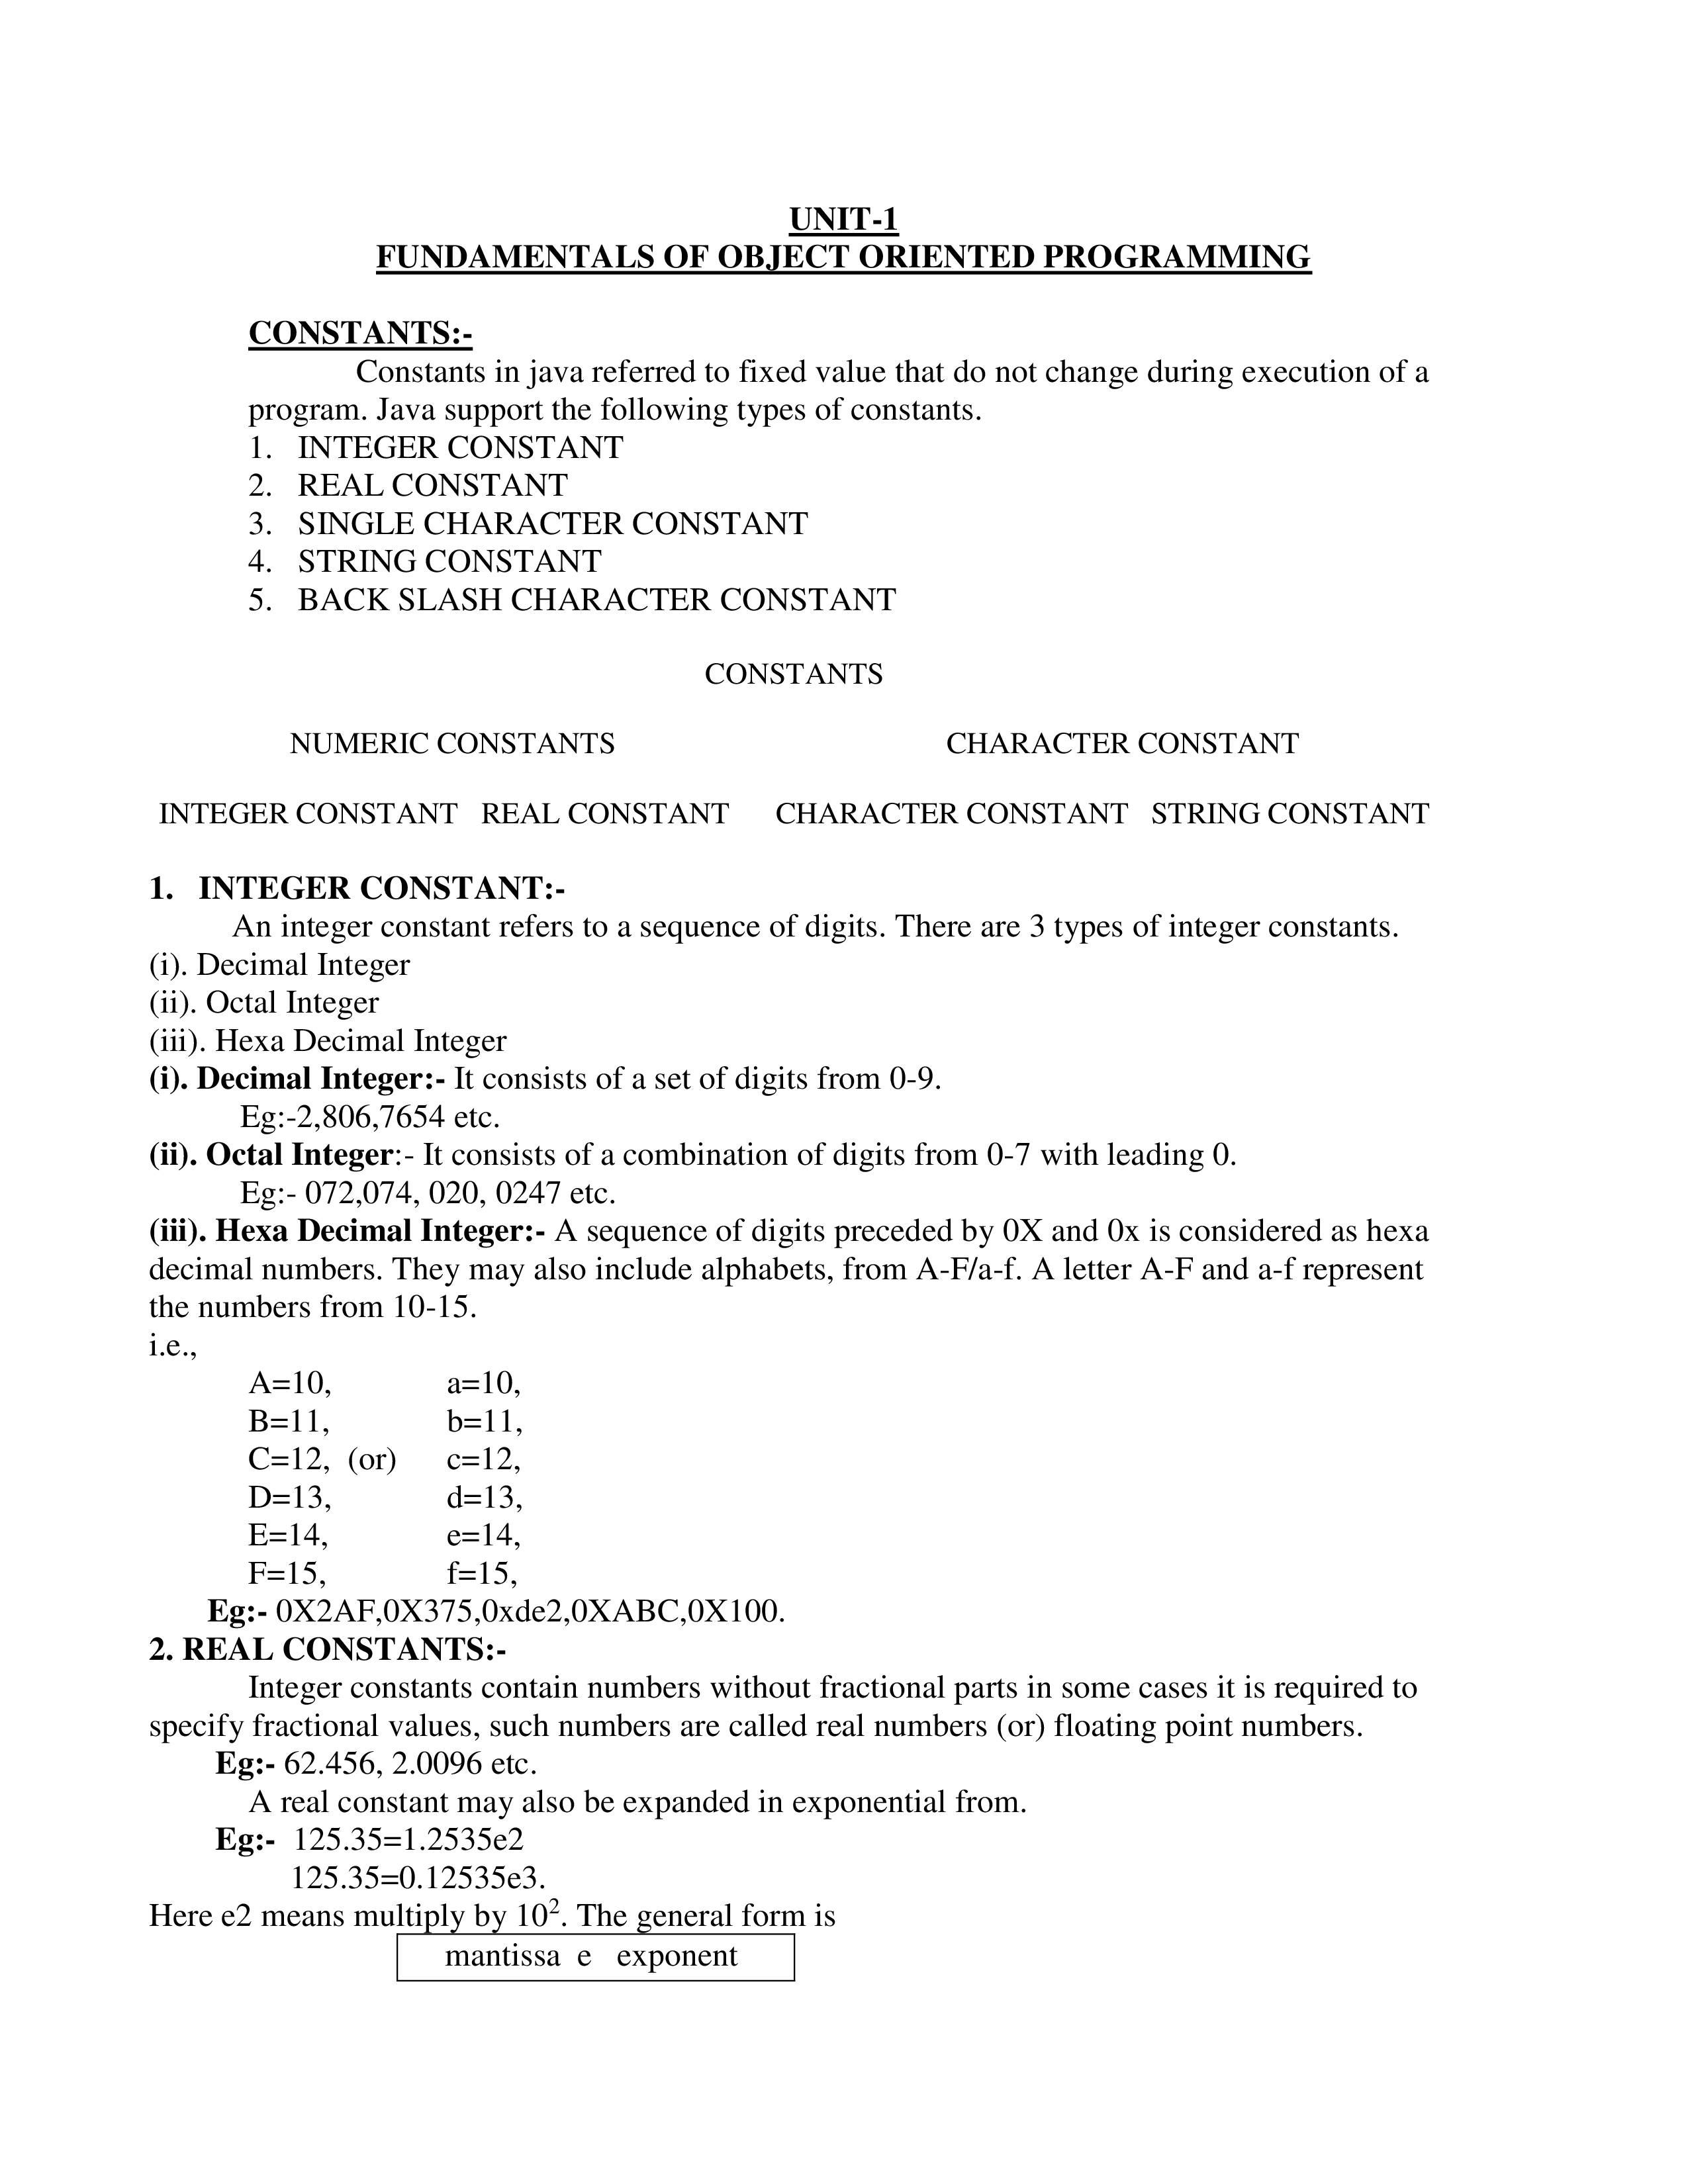 UNIT-1
FUNDAMENTALS OF OBJECT ORIENTED PROGRAMMING
CONSTANTS:-
Constants in java referred to fixed value that do not change during execution of a
program. Java support the following types of constants.
1. INTEGER CONSTANT
2. REAL CONSTANT
3. SINGLE CHARACTER CONSTANT
4. STRING CONSTANT
5. BACK SLASH CHARACTER CONSTANT
CONSTANTS
NUMERIC CONSTANTS CHARACTER CONSTANT
INTEGER CONSTANT REAL CONSTANT CHARACTER CONSTANT STRING CONSTANT
1. INTEGER CONSTANT:-
An integer constant refers to a sequence of digits. There are 3 types of integer constants.
(i). Decimal Integer
(ii). Octal Integer
(iii). Hexa Decimal Integer
(i). Decimal Integer:- It consists of a set of digits from 0-9.
Eg:-2,806,7654 etc.
(ii). Octal Integer:- It consists of a combination of digits from 0-7 with leading 0.
Eg:- 072,074, 020, 0247 etc.
(iii). Hexa Decimal Integer:- A sequence of digits preceded by 0X and 0x is considered as hexa
decimal numbers. They may also include alphabets, from A-F/a-f. A letter A-F and a-f represent
the numbers from 10-15.
i.e.,
A=10, a=10,
B=11, b=11,
C=12, (or) c=12,
D=13, d=13,
E=14, e=14,
F=15, f=15,
Eg:- 0X2AF,0X375,0xde2,0XABC,0X100.
2. REAL CONSTANTS:-
Integer constants contain numbers without fractional parts in some cases it is required to
specify fractional values, such numbers are called real numbers (or) floating point numbers.
Eg:- 62.456, 2.0096 etc.
A real constant may also be expanded in exponential from.
Eg:- 125.35=1.2535e2
125.35=0.12535e3.
Here e2 means multiply by 10². The general form is
mantissa e exponent